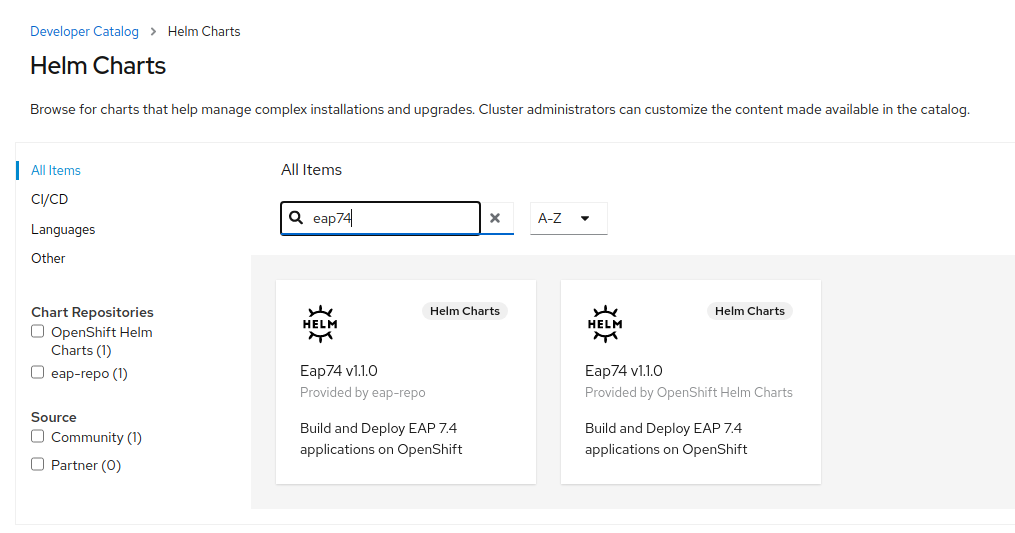 Developer Catalog > Helm Charts
Helm Charts
Browse for charts that help manage complex installations and upgrades. Cluster administrators can customize the content made available in the catalog.
All Items
CI/CD
Languages
Other
Chart Repositories
OpenShift Helm
Charts (1)
eap-repo (1)
Source
Community (1)
Partner (0)
All Items
eap74
A-Z
HELM
Helm Charts
Eap74 v1.1.0
Provided by eap-repo
Build and Deploy EAP 7.4
applications on OpenShift
HELM
Helm Charts
Eap74 v1.1.0
Provided by OpenShift Helm Charts
Build and Deploy EAP 7.4
applications on OpenShift